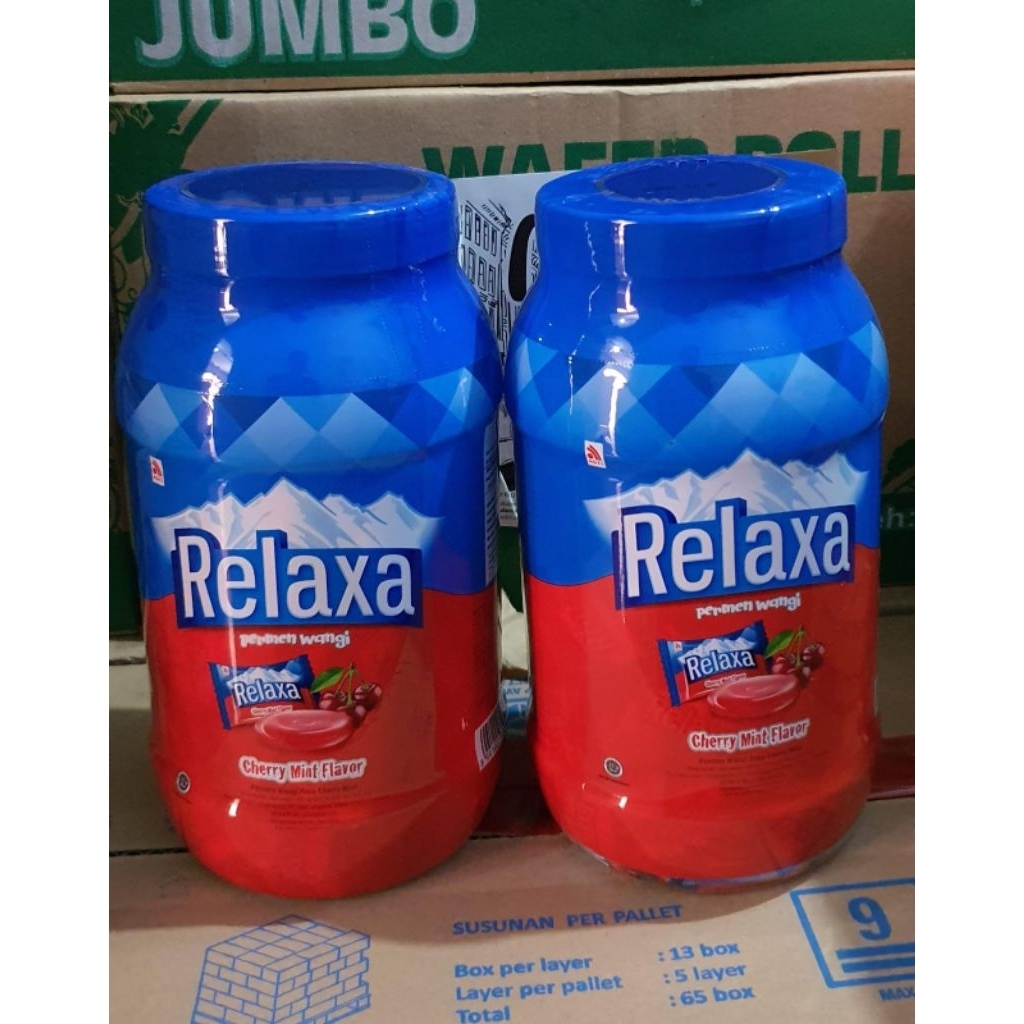 JUMBO
WAFER ROLL
Relaxa
permen wangi
Relaxa
Cherry Mint Flavor
Relaxa
permen wangi
Relaxa
Cherry Mint Flavor
SUSUNAN PER PALLET
Box per layer : 13 box
Layer per pallet : 5 layer
Total : 65 box
9
MAX